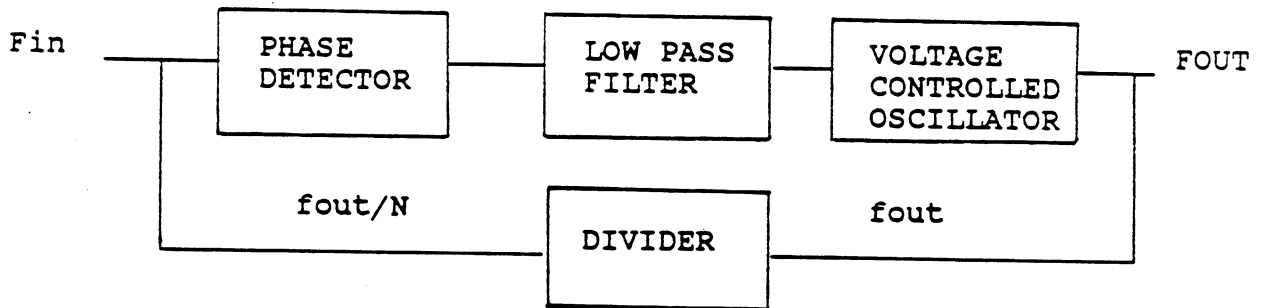 Fin
PHASE
DETECTOR
LOW PASS
FILTER
VOLTAGE
CONTROLLED
OSCILLATOR
FOUT
fout/N
DIVIDER
fout